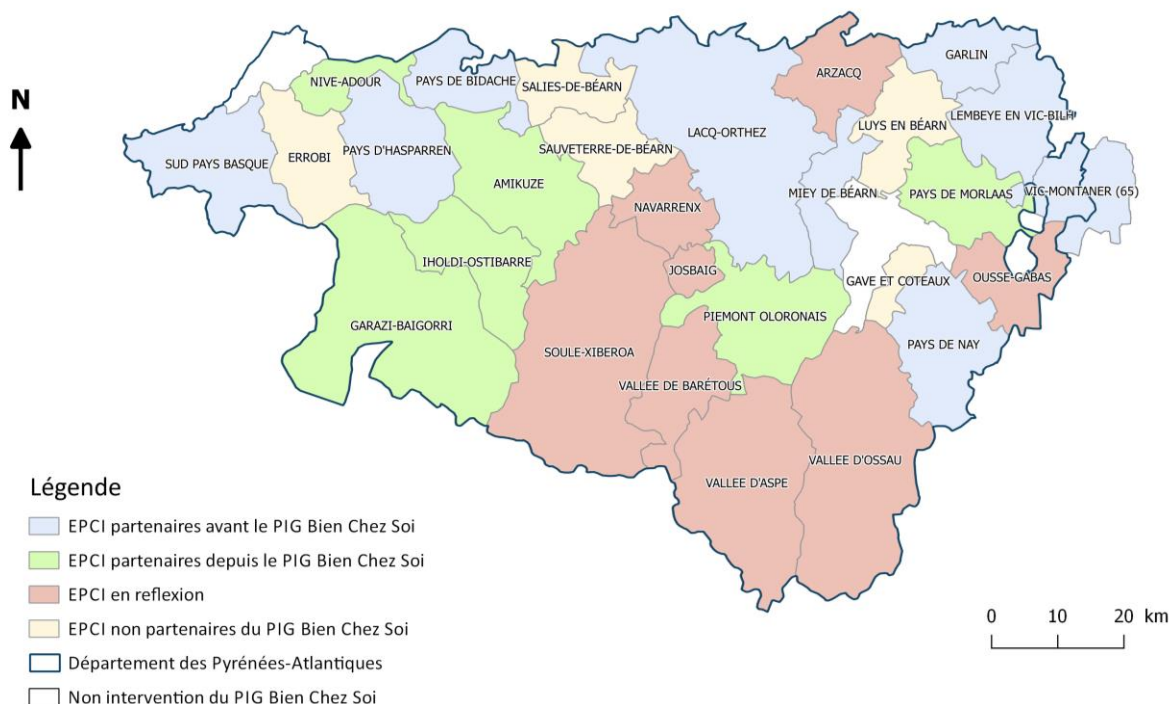 GARLIN
ARZACQ
NIVE-ADOUR
PAYS DE BIDACHE
SALIES-DE-BÉARN
N
LEMBEYE EN VIC-BILH
LUYS EN BÉARN
LACQ-ORTHEZ
SAUVETERRE-DE-BÉARN
PAYS D'HASPARREN
ERROBI
SUD PAYS BASQUE
AMIKUZE
MIEY DE BÉARN
PAYS DE MORLAAS
VIC-MONTANER (65)
NAVARRENX
IHOLDI-OSTIBARRE
JOSBAIG
GAVE ET COTEAUX
OUSSE-GABAS
PIEMONT OLORONAIS
GARAZI-BAIGORRI
PAYS DE NAY
SOULE-XIBEROA
VALLEE DE BARÉTOUS
VALLEE D'OSSAU
VALLEE D'ASPE
Légende
EPCI partenaires avant le PIG Bien Chez Soi
EPCI partenaires depuis le PIG Bien Chez Soi
EPCI en reflexion
EPCI non partenaires du PIG Bien Chez Soi
Département des Pyrénées-Atlantiques
Non intervention du PIG Bien Chez Soi
0 10 20 km